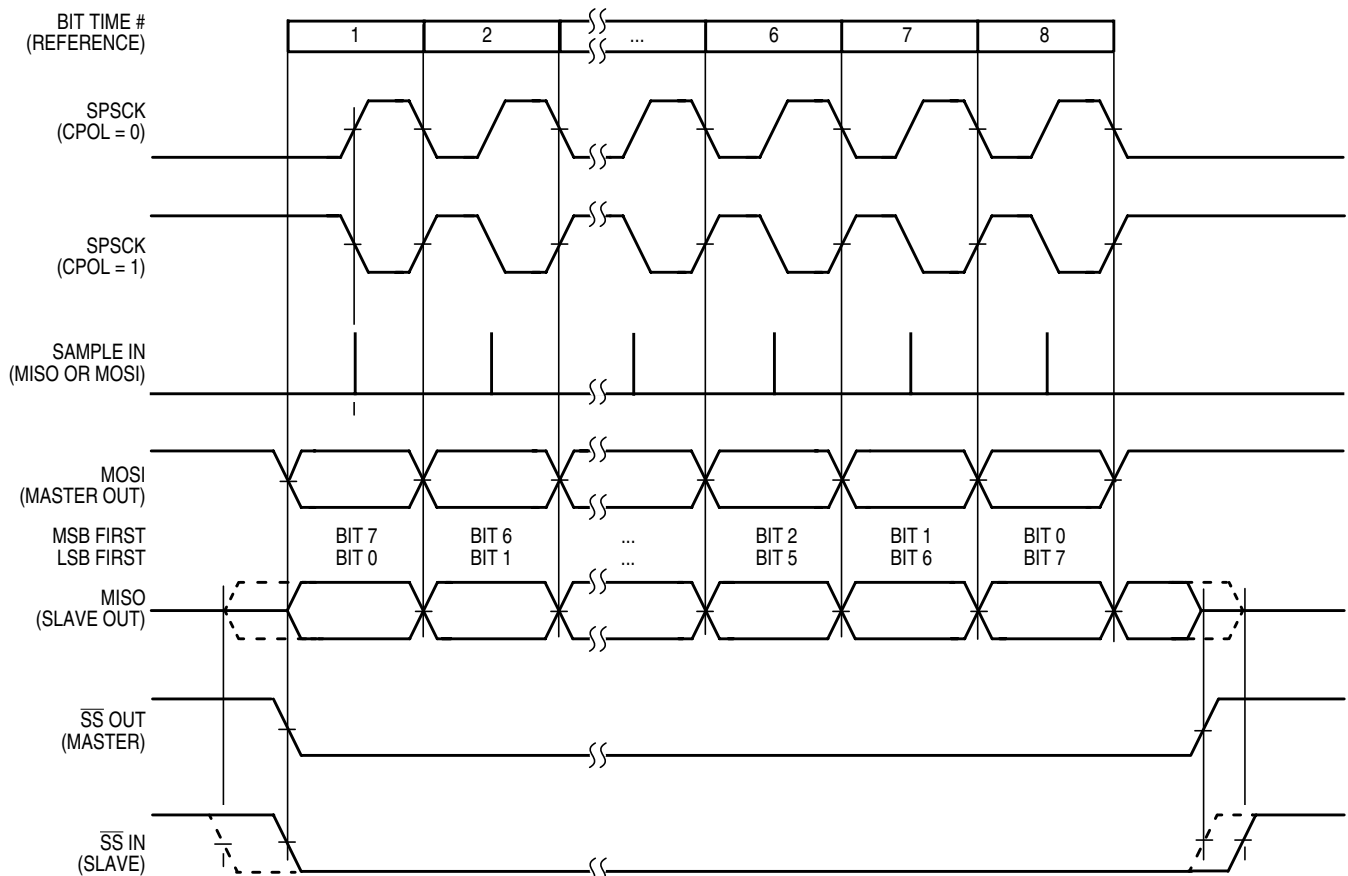 BIT TIME #
(REFERENCE)
1 2 ... 6 7 8
SPSCK
(CPOL = 0)
SPSCK
(CPOL = 1)
SAMPLE IN
(MISO OR MOSI)
MOSI
(MASTER OUT)
MSB FIRST BIT 7 BIT 6 ... BIT 2 BIT 1 BIT 0
LSB FIRST BIT 0 BIT 1 ... BIT 5 BIT 6 BIT 7
MISO
(SLAVE OUT)
S̅S̅ OUT
(MASTER)
S̅S̅ IN
(SLAVE)